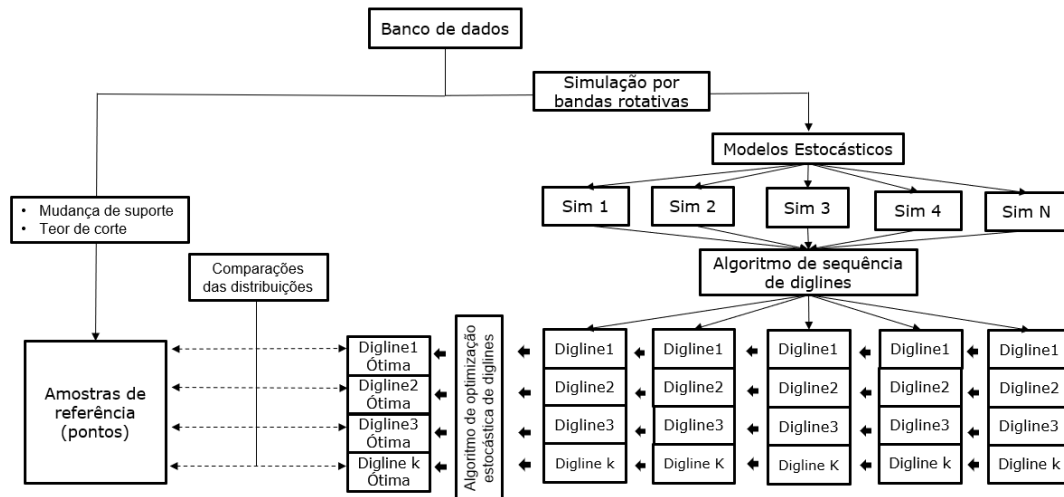 Banco de dados
Simulação por
bandas rotativas
Modelos Estocásticos
Sim 1
Sim 2
Sim 3
Sim 4
Sim N
• Mudança de suporte
• Teor de corte
Comparações
das distribuições
Algoritmo de sequência
de diglines
Amostras de
referência
(pontos)
Digline1
Ótima
Digline2
Ótima
Digline3
Ótima
Digline k
Ótima
Algoritmo de optimização
estocástica de diglines
Digline1
Digline2
Digline3
Digline k
Digline1
Digline2
Digline3
Digline K
Digline1
Digline2
Digline3
Digline K
Digline1
Digline2
Digline3
Digline k
Digline1
Digline2
Digline3
Digline k